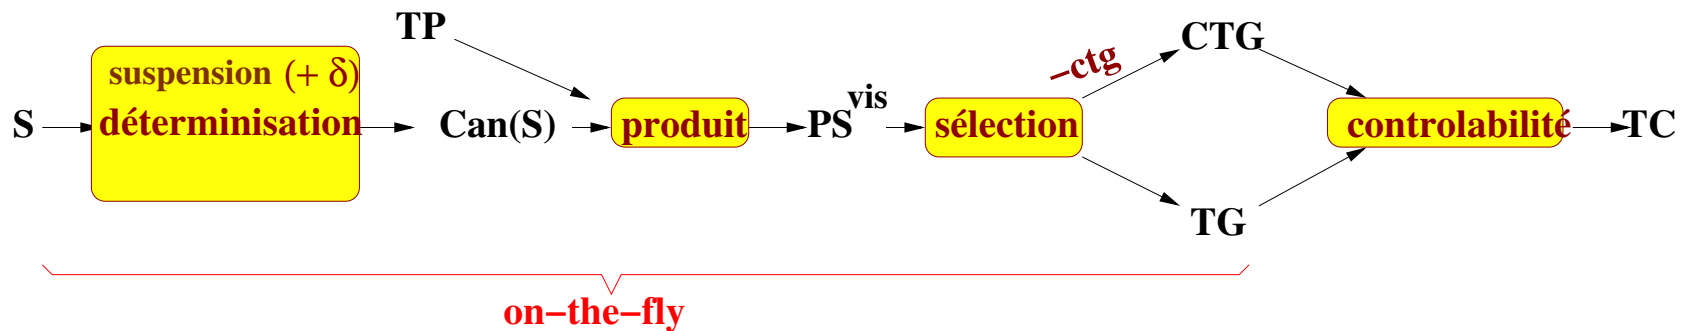 TP
suspension (+ δ)
S
déterminisation
Can(S)
produit
PS^vis
sélection
−ctg
CTG
TG
controlabilité
TC
on−the−fly